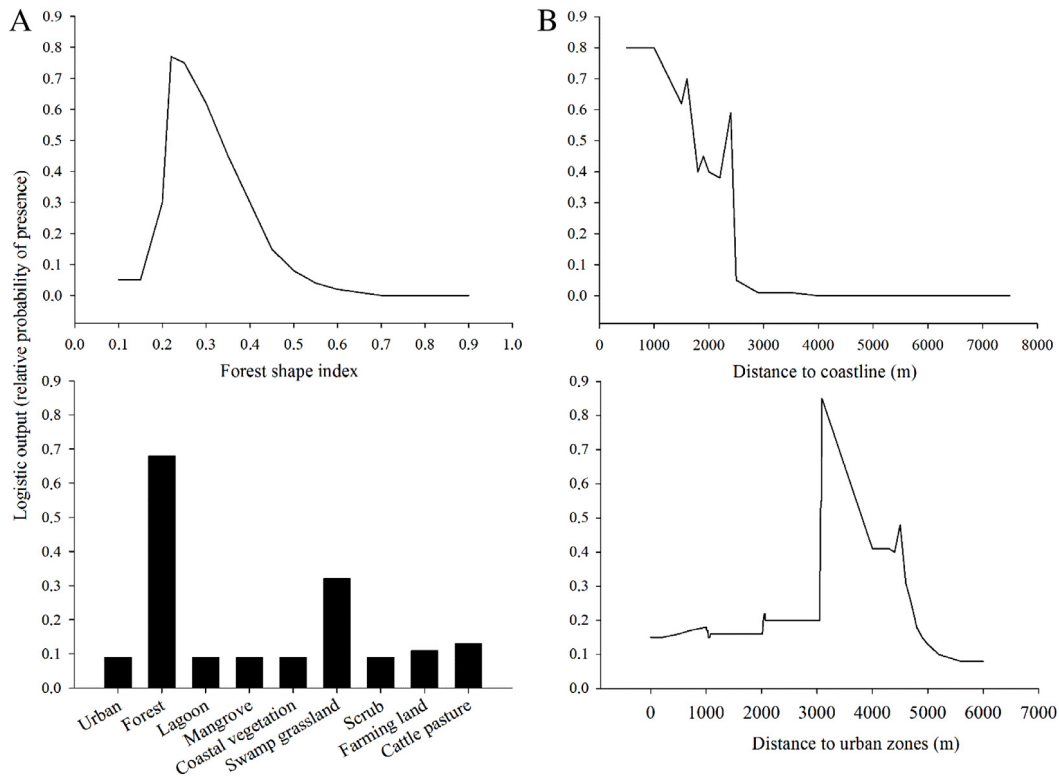 A
0.9
0.8
0.7
0.6
0.5
0.4
0.3
0.2
0.1
0.0
0.0 0.1 0.2 0.3 0.4 0.5 0.6 0.7 0.8 0.9 1.0
Forest shape index
B
0.9
0.8
0.7
0.6
0.5
0.4
0.3
0.2
0.1
0.0
0 1000 2000 3000 4000 5000 6000 7000 8000
Distance to coastline (m)
Logistic output (relative probability of presence)
0.9
0.8
0.7
0.6
0.5
0.4
0.3
0.2
0.1
0.0
Urban
Forest
Lagoon
Mangrove
Coastal vegetation
Swamp grassland
Scrub
Farming land
Cattle pasture
0.9
0.8
0.7
0.6
0.5
0.4
0.3
0.2
0.1
0.0
0 1000 2000 3000 4000 5000 6000 7000
Distance to urban zones (m)